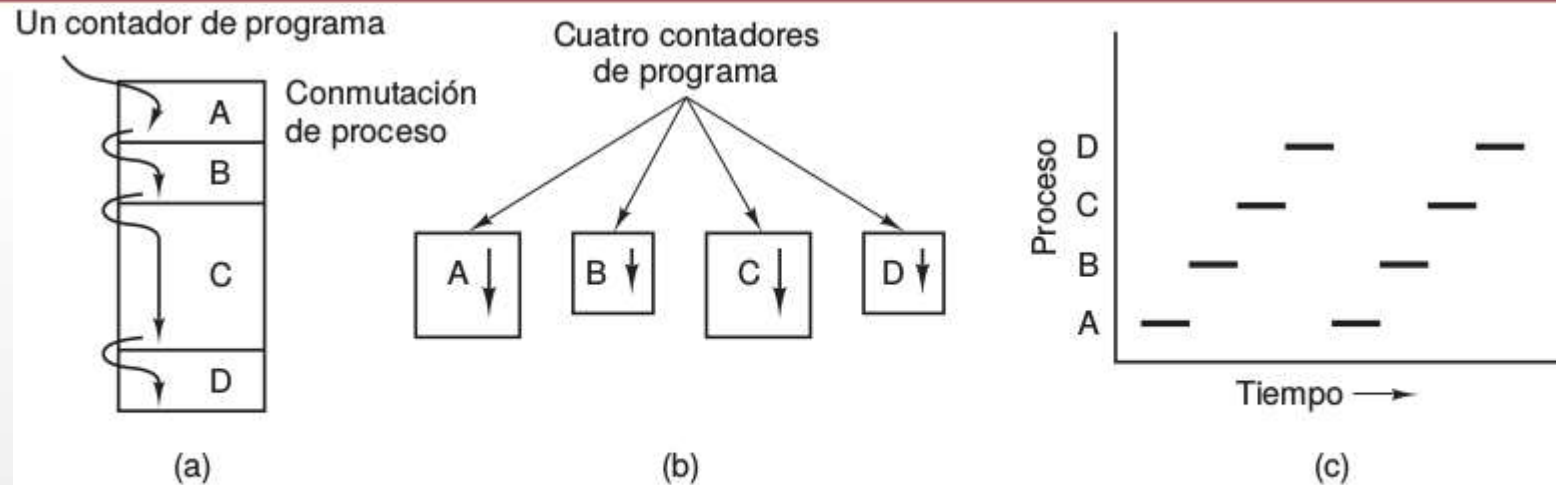 Un contador de programa
A
Conmutación
de proceso
B
C
D
(a)
Cuatro contadores
de programa
A
B
C
D
(b)
Proceso
D
C
B
A
Tiempo
(c)